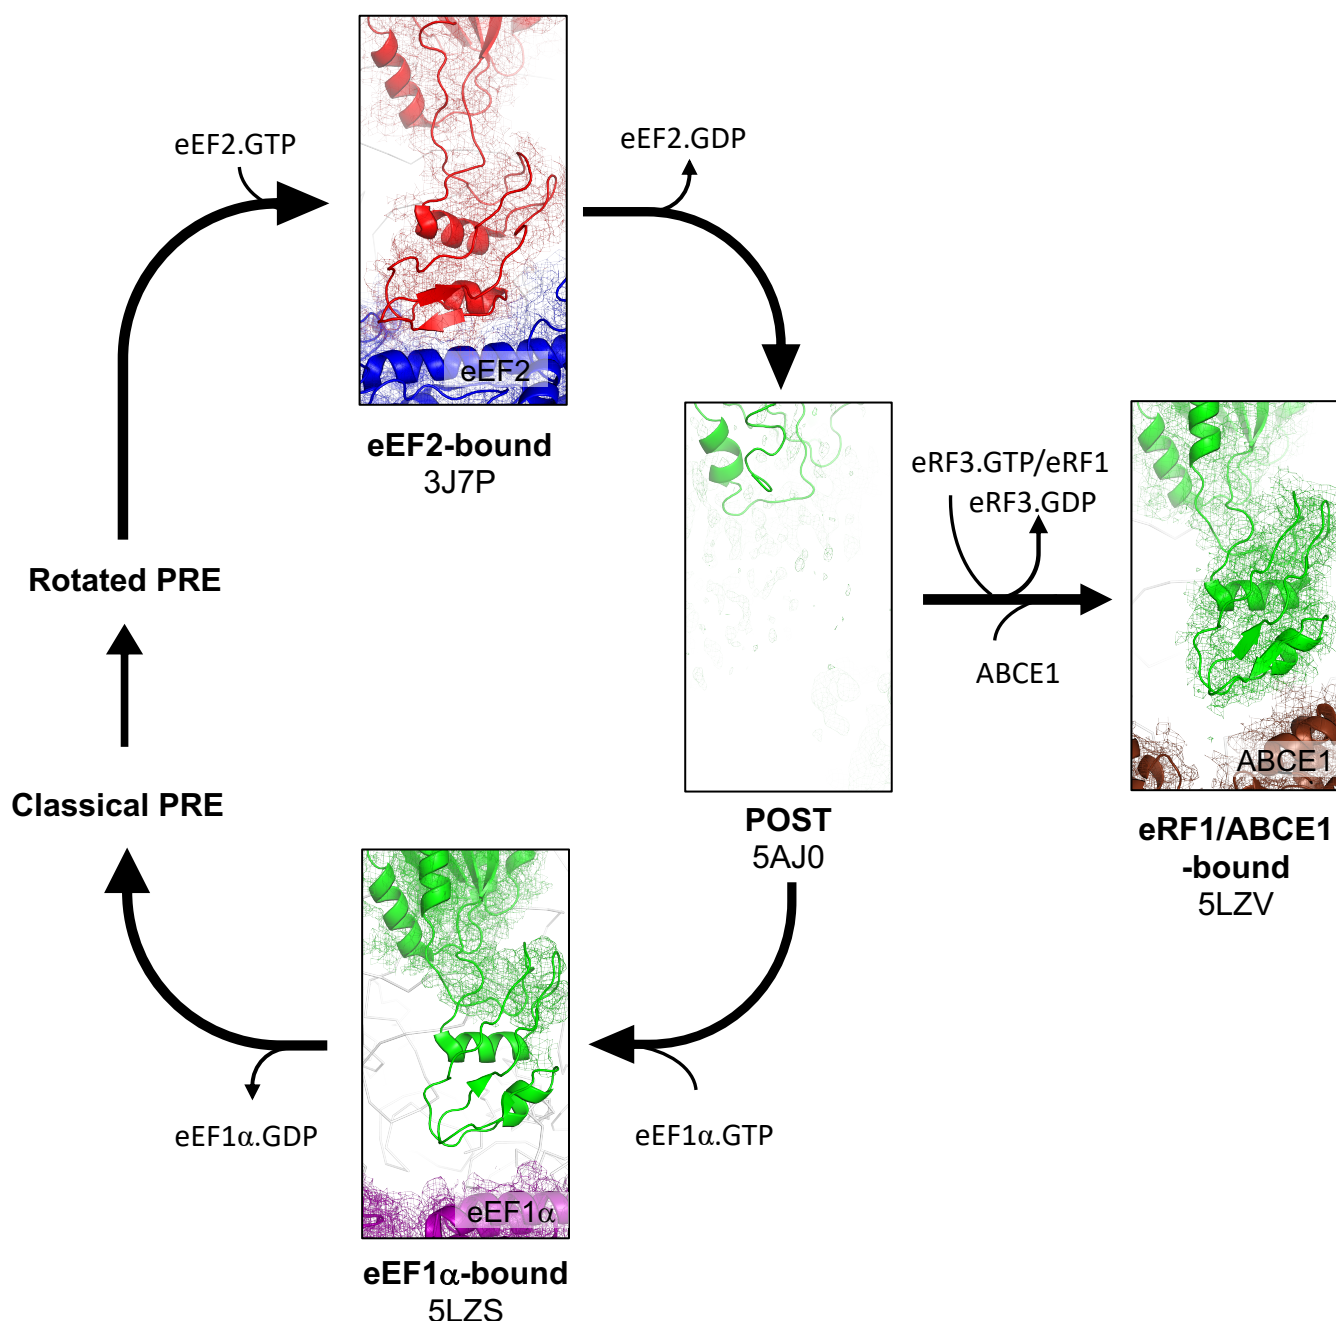 eEF2.GTP
eEF2.GDP
eEF2
eEF2-bound
3J7P
eRF3.GTP/eRF1
eRF3.GDP
ABCE1
Rotated PRE
ABCE1
Classical PRE
POST
5AJ0
eRF1/ABCE1
-bound
5LZV
eEF1α.GDP
eEF1α.GTP
eEF1α
eEF1α-bound
5LZS